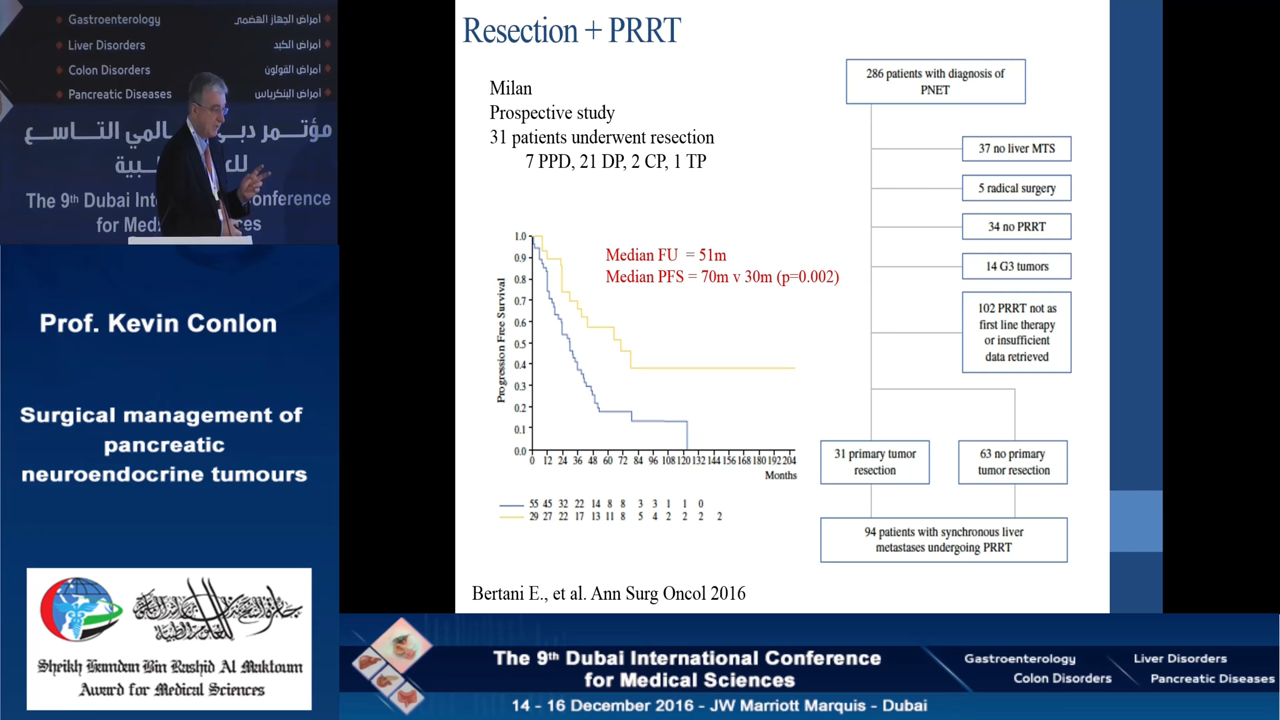 Gastroenterology
أمراض الجهاز الهضمي
Liver Disorders
أمراض الكبد
Colon Disorders
أمراض القولون
Pancreatic Diseases
أمراض البنكرياس
The 9th Dubai Int
onference
for Med
es
Prof. Kevin Conlon
Surgical management of
pancreatic
neuroendocrine tumours
Sheikh Hamdan Bin Rashid Al Maktoum
Award for Medical Sciences
Resection + PRRT
Milan
Prospective study
31 patients underwent resection
7 PPD, 21 DP, 2 CP, 1 TP
Median FU = 51m
Median PFS = 70m v 30m (p=0.002)
Progression Free Survival
1.0
0.9
0.8
0.7
0.6
0.5
0.4
0.3
0.2
0.1
0.0
0 12 24 36 48 60 72 84 96 108 120 132 144 156 168 180 192 204
Months
55 45 32 22 14 8 8 3 3 1 1 0
29 27 22 17 13 11 8 5 4 2 2 2 2
286 patients with diagnosis of
PNET
37 no liver MTS
5 radical surgery
34 no PRRT
14 G3 tumors
102 PRRT not as
first line therapy
or insufficient
data retrieved
31 primary tumor
resection
63 no primary
tumor resection
94 patients with synchronous liver
metastases undergoing PRRT
Bertani E., et al. Ann Surg Oncol 2016
The 9th Dubai International Conference
for Medical Sciences
14 - 16 December 2016 - JW Marriott Marquis - Dubai
Gastroenterology
Liver Disorders
Colon Disorders
Pancreatic Diseases